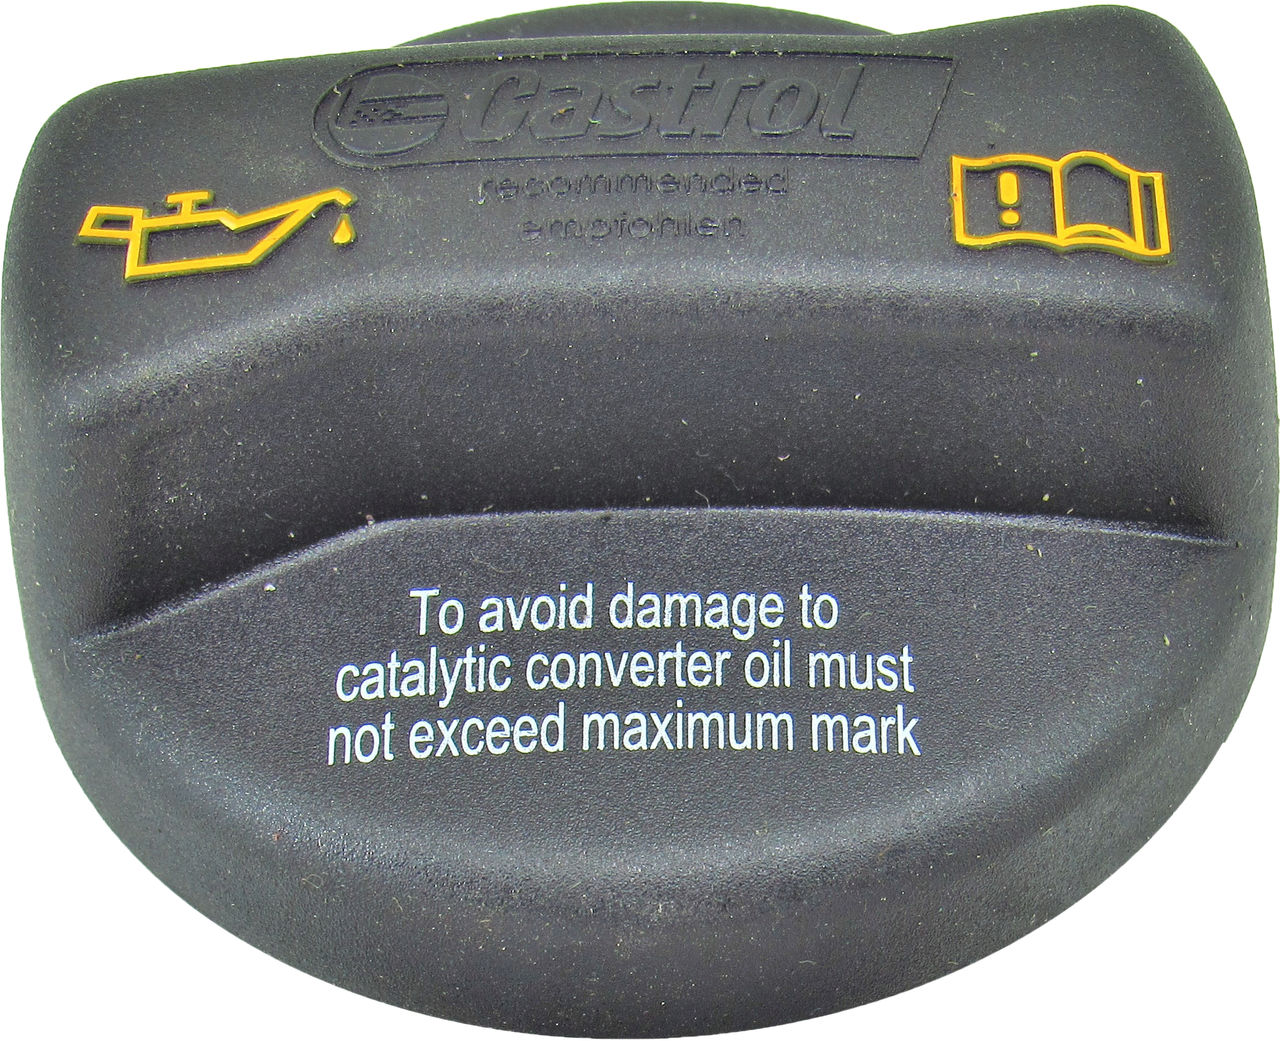 Castrol
recommended
empfohlen
To avoid damage to
catalytic converter oil must
not exceed maximum mark